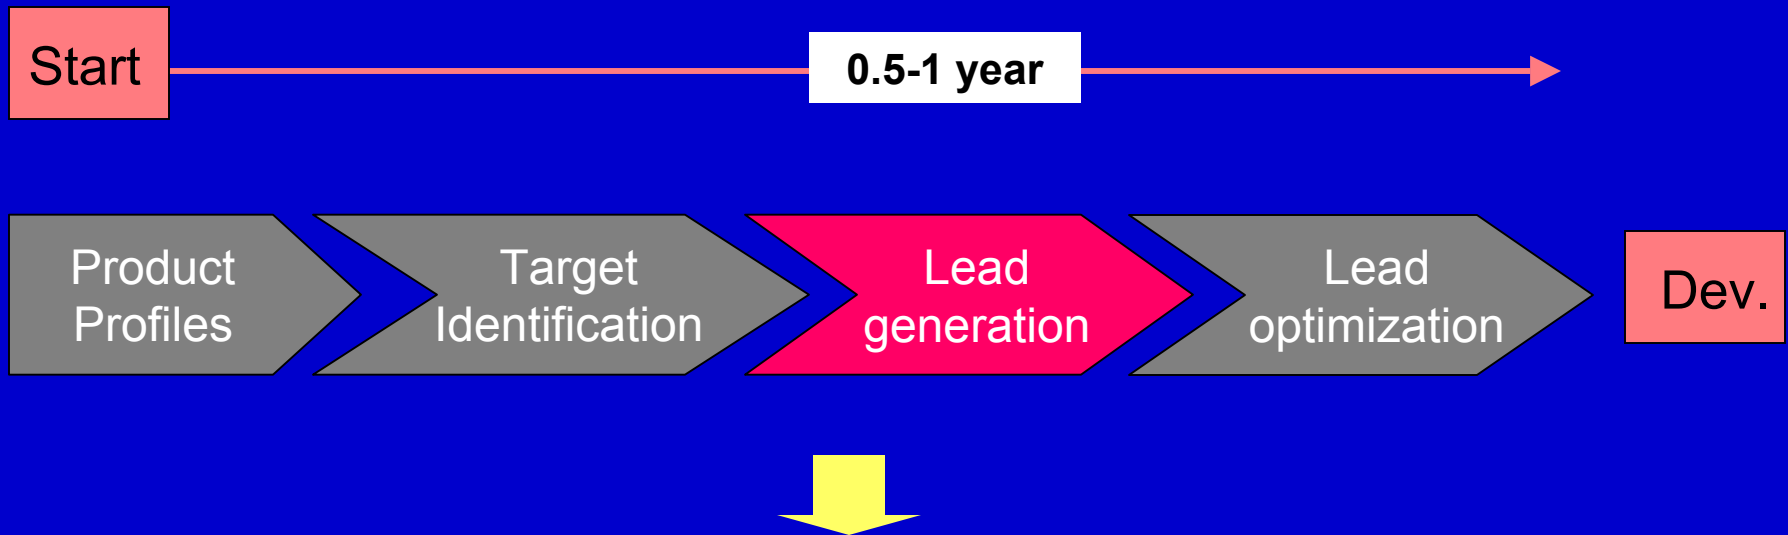 Start
0.5-1 year
Product
Profiles
Target
Identification
Lead
generation
Lead
optimization
Dev.